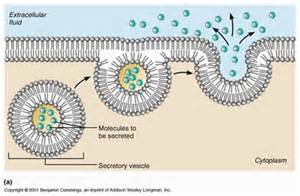 Extracellular
fluid
Molecules to
be secreted
Secretory vesicle
Cytoplasm
(a)
Copyright © 2001 Benjamin Cummings, an imprint of Addison Wesley Longman, Inc.